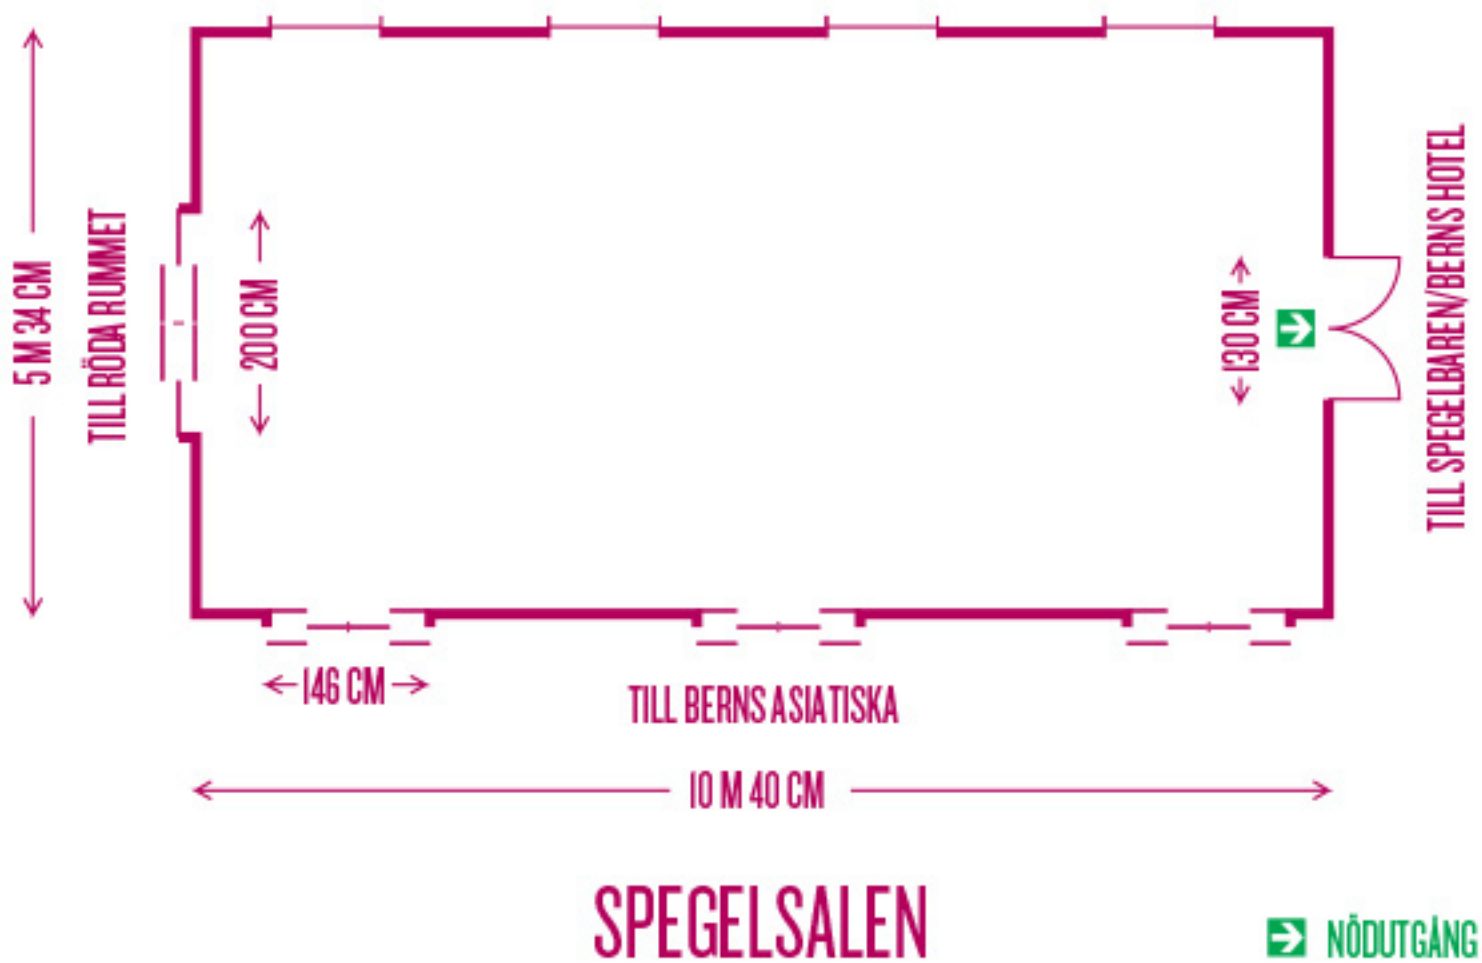 5 M 34 CM
TILL RÖDA RUMMET
200 CM
130 CM
TILL SPEGELBAREN/BERNS HOTEL
146 CM
TILL BERNS ASIATISKA
10 M 40 CM
SPEGELSALEN
NÖDUTGÅNG